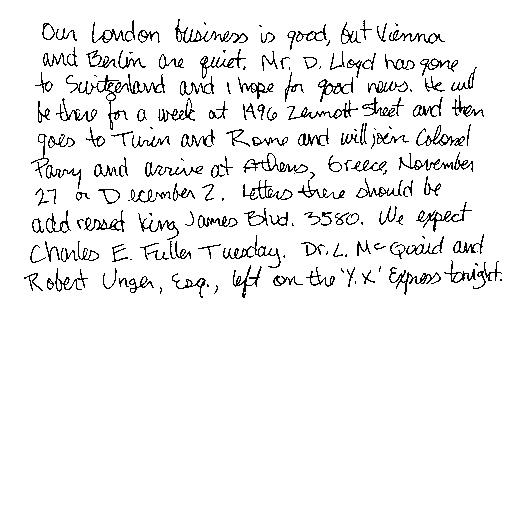 Our London business is good, but Vienna
and Berlin are quiet. Mr. D. Lloyd has gone
to Switzerland and I hope for good news. He will
be there for a week at 1496 Zermott Street and then
goes to Turin and Rome and will join Colonel
Parry and arrive at Athens, Greece, November
27 or December 2. Letters there should be
addressed King James Blvd. 3580. We expect
Charles E. Fuller Tuesday. Dr. L. McQuaid and
Robert Unger, Esq., left on the 'Y.X.' Express tonight.